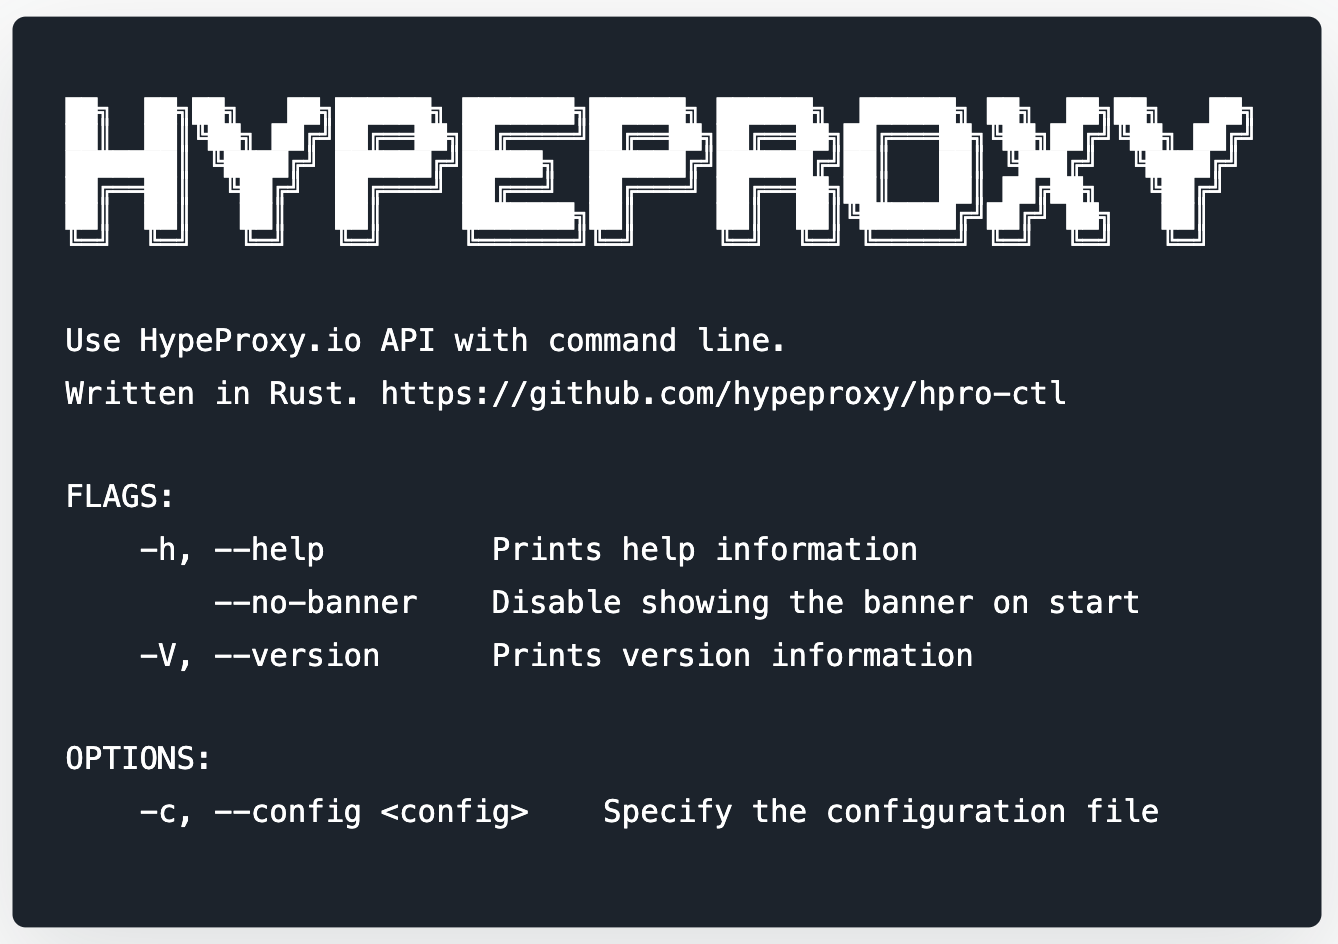 HYPEPROXY
Use HypeProxy.io API with command line.
Written in Rust. https://github.com/hypeproxy/hpro-ctl
FLAGS:
-h, --help Prints help information
--no-banner Disable showing the banner on start
-V, --version Prints version information
OPTIONS:
-c, --config <config> Specify the configuration file